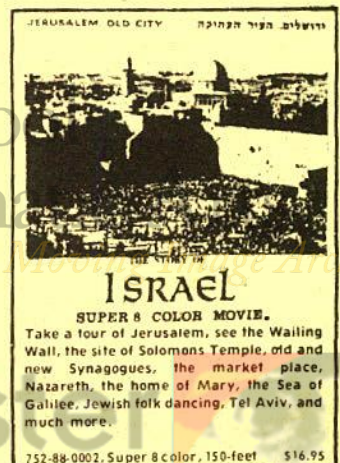 JERUSALEM OLD CITY ירושלים. העיר העתיקה
THE STORY OF
ISRAEL
SUPER 8 COLOR MOVIE.
Take a tour of Jerusalem, see the Wailing
Wall, the site of Solomons Temple, old and
new Synagogues, the market place,
Nazareth, the home of Mary, the Sea of
Galilee, Jewish folk dancing, Tel Aviv, and
much more.
752-88-0002, Super 8 color, 150-feet $16.95
Moving Image Arc